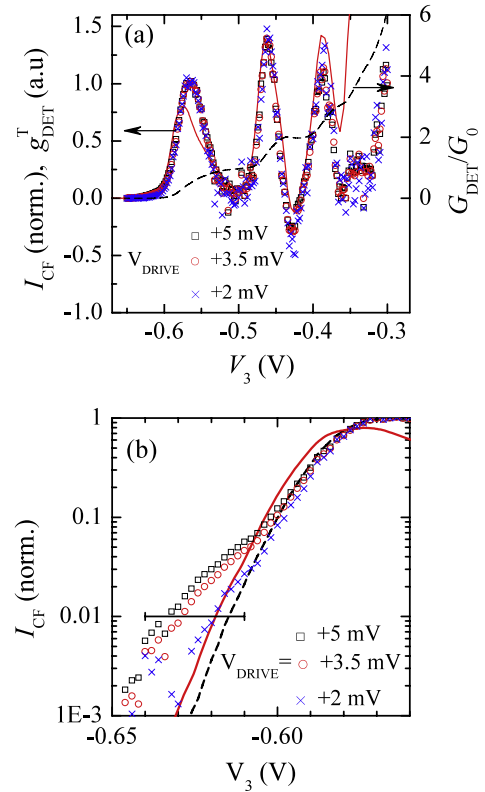 (a)
1.5
1.0
0.5
0.0
-0.5
-1.0
I_CF (norm.), g^T_DET (a.u)
6
4
2
0
G_DET/G_0
V_DRIVE
□ +5 mV
○ +3.5 mV
× +2 mV
-0.6 -0.5 -0.4 -0.3
V_3 (V)
(b)
1
0.1
0.01
1E-3
I_CF (norm.)
□ +5 mV
V_DRIVE= ○ +3.5 mV
× +2 mV
-0.65 -0.60
V_3 (V)